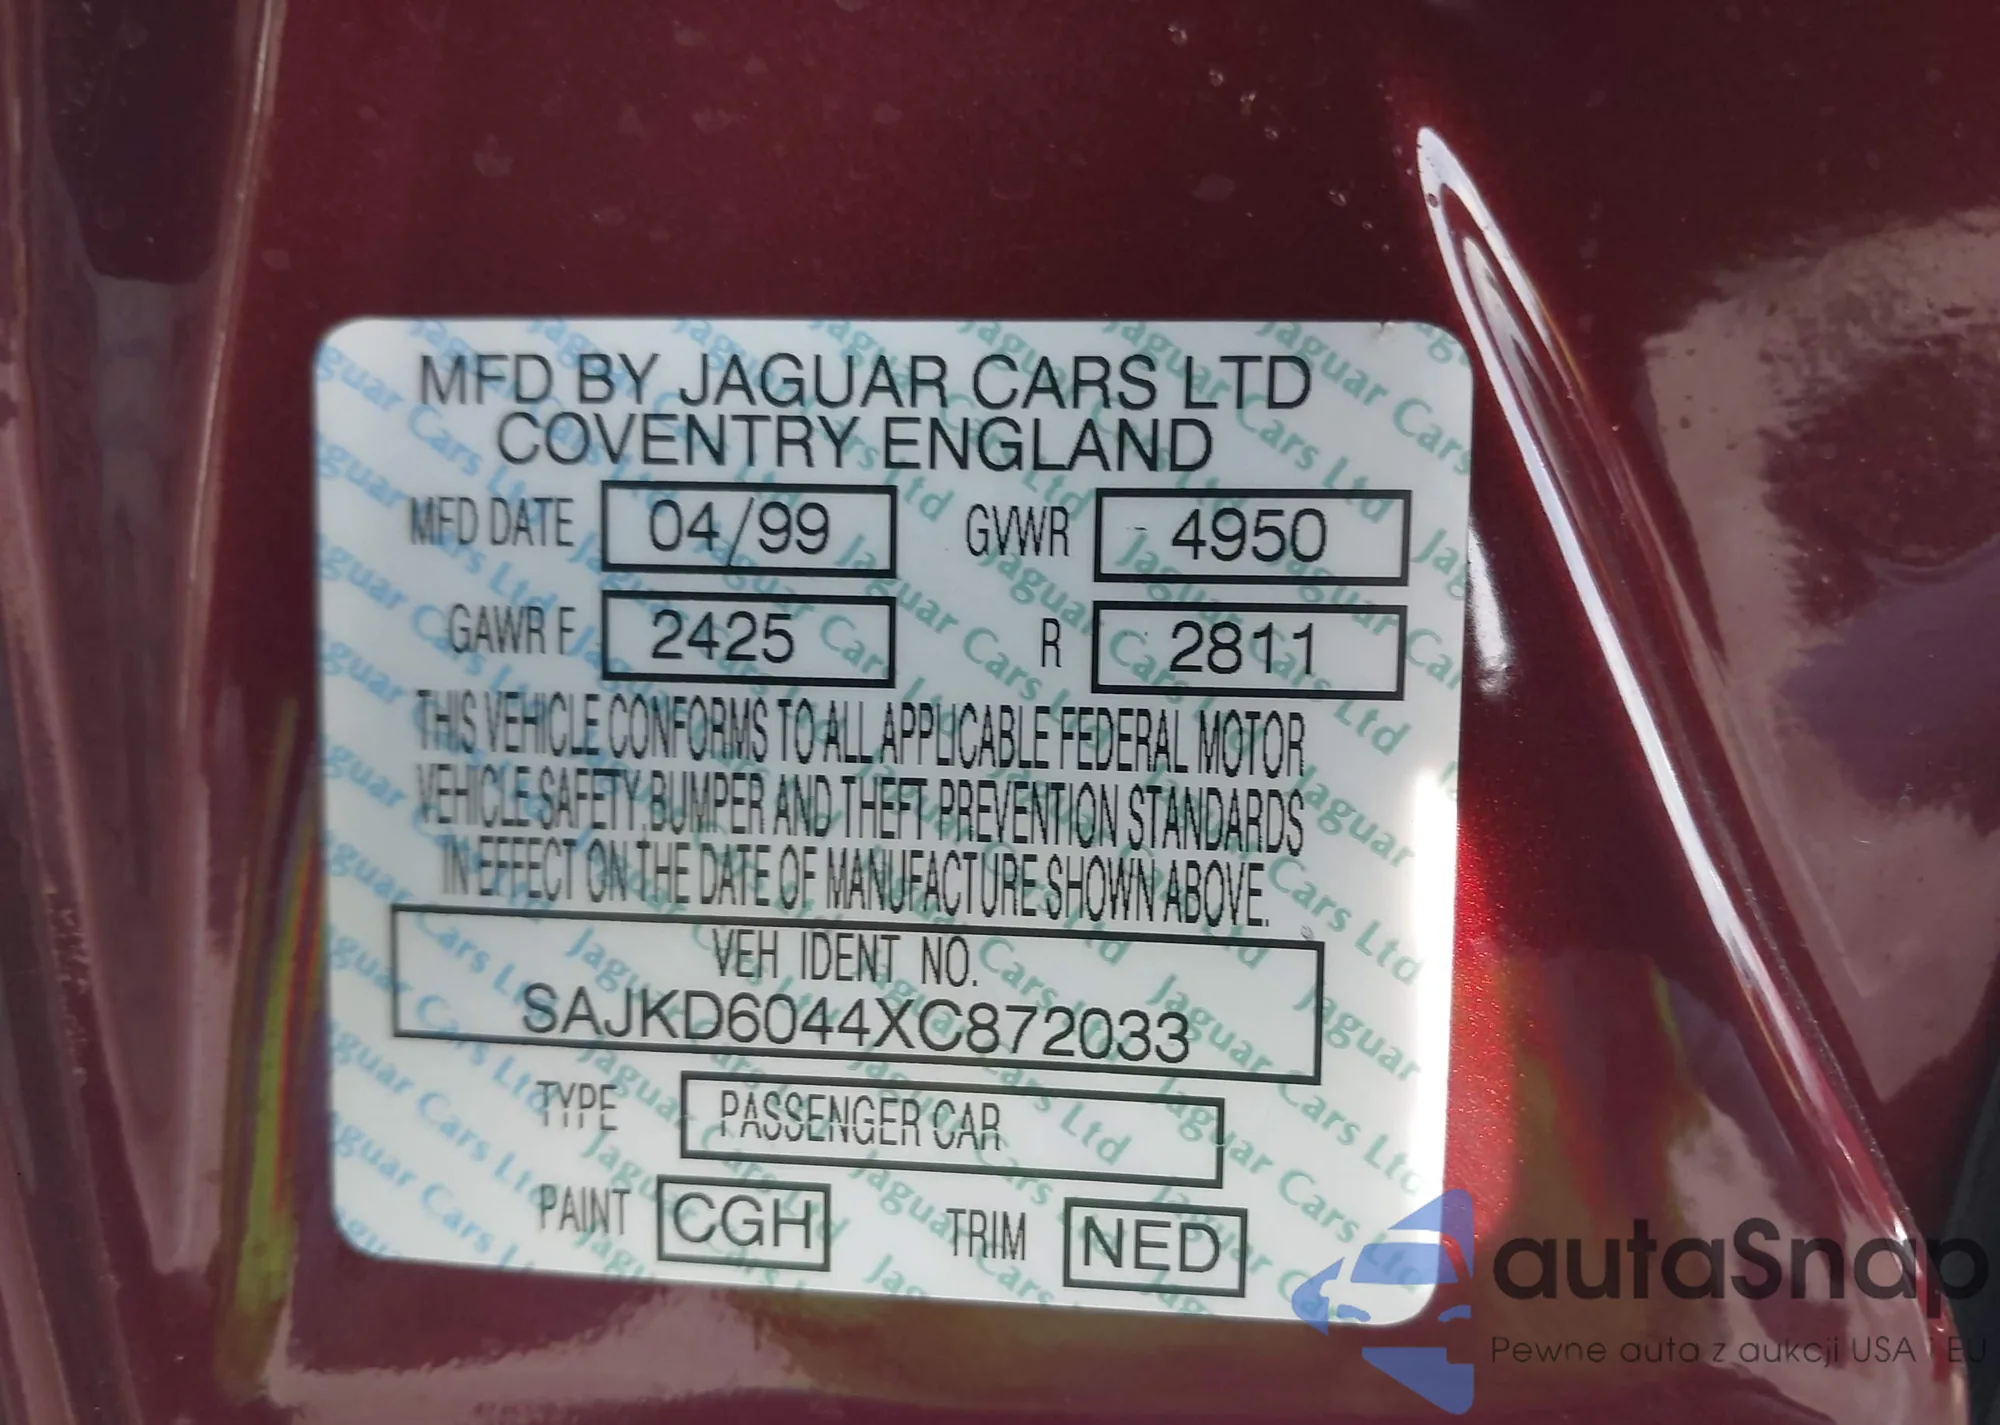 MFD BY JAGUAR CARS LTD
COVENTRY ENGLAND
MFD DATE 04/99 GVWR 4950
GAWR F 2425 R 2811
THIS VEHICLE CONFORMS TO ALL APPLICABLE FEDERAL MOTOR
VEHICLE SAFETY, BUMPER AND THEFT PREVENTION STANDARDS
IN EFFECT ON THE DATE OF MANUFACTURE SHOWN ABOVE.
VEH IDENT NO.
SAJKD6044XC872033
TYPE PASSENGER CAR
PAINT CGH TRIM NED
autaSnap
Pewne auta z aukcji USA i EU